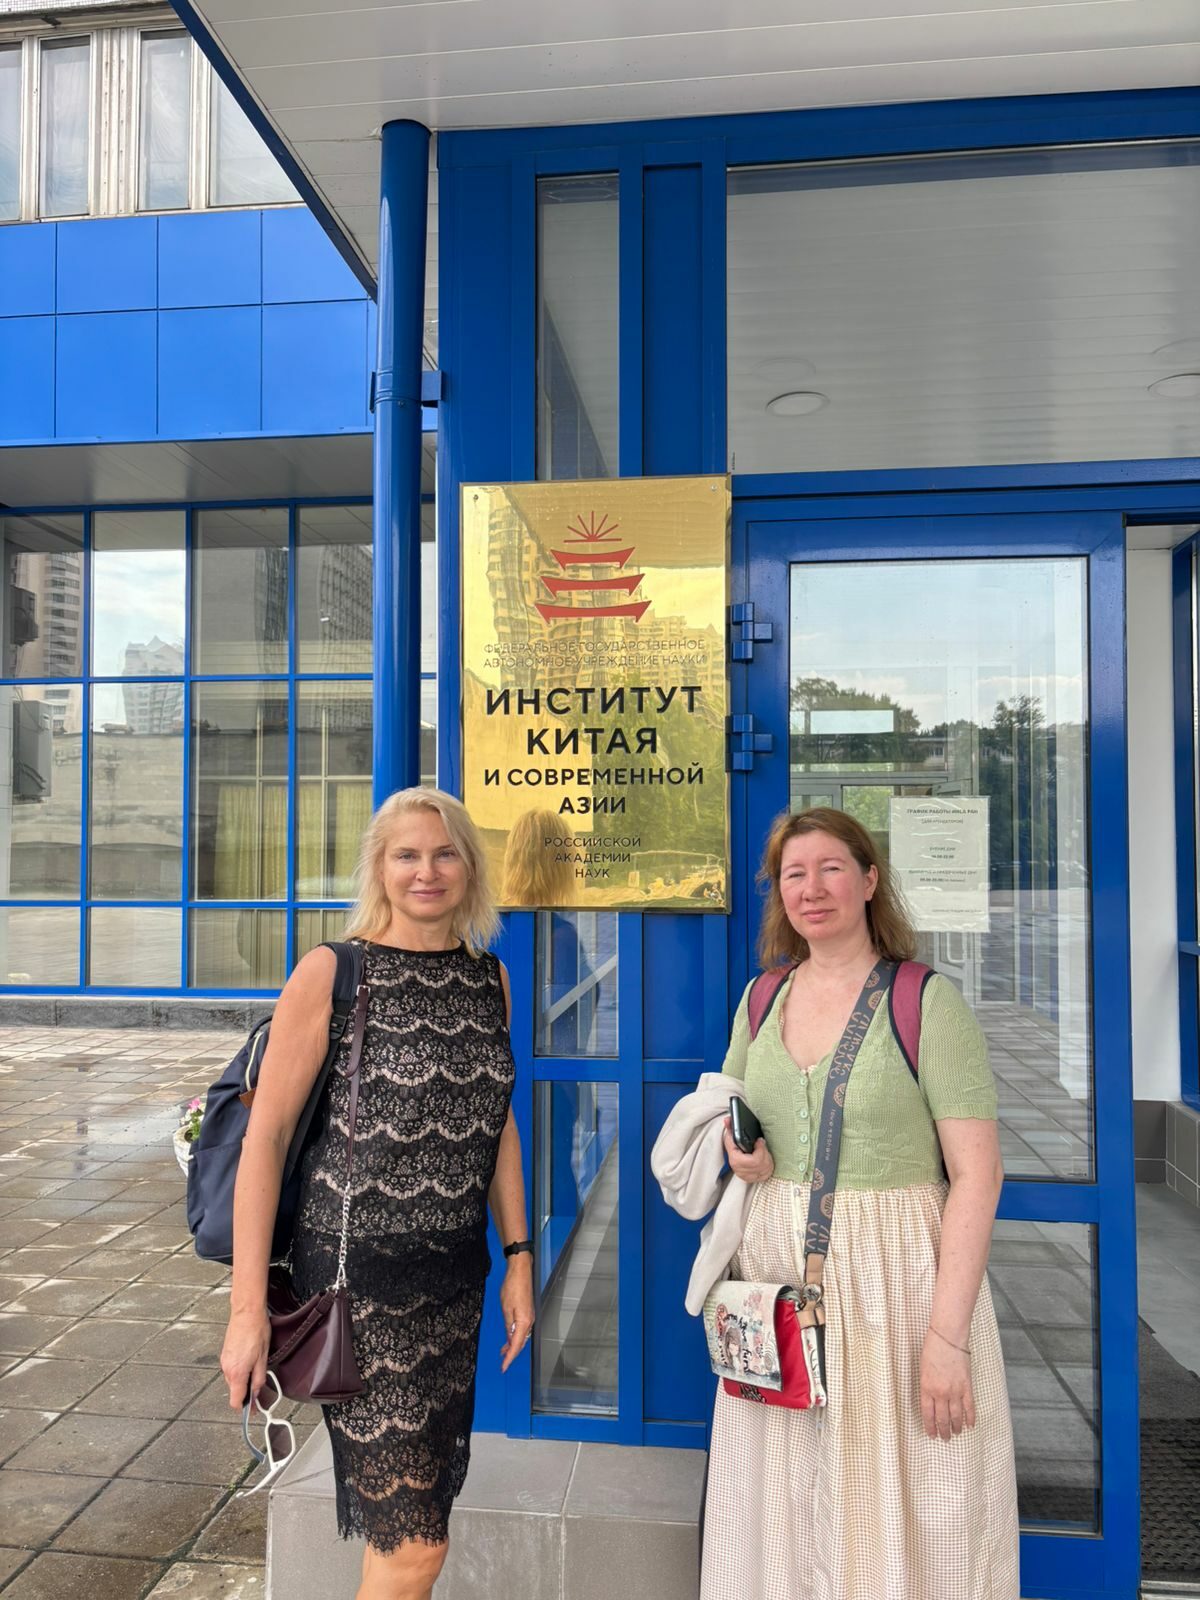 ФЕДЕРАЛЬНОЕ ГОСУДАРСТВЕННОЕ
АВТОНОМНОЕ УЧРЕЖДЕНИЕ НАУКИ
ИНСТИТУТ
КИТАЯ
И СОВРЕМЕННОЙ
АЗИИ
РОССИЙСКОЙ
АКАДЕМИИ
НАУК
ГРАФИК РАБОТЫ ИКСА РАН